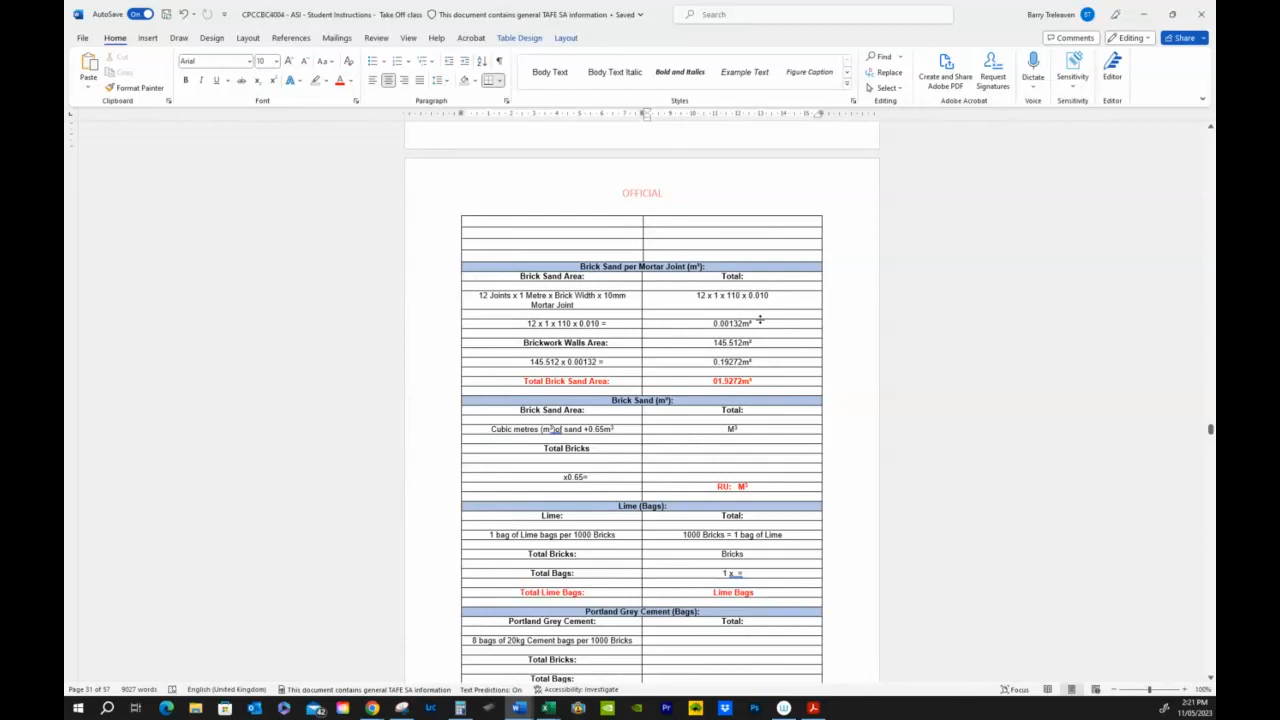 AutoSave On CPCCBC4004 - ASI - Student Instructions - Take Off class This document contains general TAFE SA information • Saved Search Barry Treleaven BT
File Home Insert Draw Design Layout References Mailings Review View Help Acrobat Table Design Layout Comments Editing Share
Paste Cut Copy Format Painter
Arial 10
Body Text Body Text Italic Bold and Italics Example Text Figure Caption
Find Replace Select
Create and Share Adobe PDF Request Signatures Dictate Sensitivity Editor
Clipboard Font Paragraph Styles Editing Adobe Acrobat Voice Sensitivity Editor
OFFICIAL
Brick Sand per Mortar Joint (m³):
Brick Sand Area: Total:
12 Joints x 1 Metre x Brick Width x 10mm 12 x 1 x 110 x 0.010
Mortar Joint
12 x 1 x 110 x 0.010 = 0.00132m³
Brickwork Walls Area: 145.512m²
145.512 x 0.00132 = 0.19272m³
Total Brick Sand Area: 01.9272m³
Brick Sand (m³):
Brick Sand Area: Total:
Cubic metres (m³)of sand +0.65m³ M³
Total Bricks
x0.65=
RU: M³
Lime (Bags):
Lime: Total:
1 bag of Lime bags per 1000 Bricks 1000 Bricks = 1 bag of Lime
Total Bricks: Bricks
Total Bags: 1 x =
Total Lime Bags: Lime Bags
Portland Grey Cement (Bags):
Portland Grey Cement: Total:
8 bags of 20kg Cement bags per 1000 Bricks
Total Bricks:
Total Bags:
Page 31 of 57 9027 words English (United Kingdom) This document contains general TAFE SA information Text Predictions: On Accessibility: Investigate Focus 100%
2:21 PM
11/05/2023